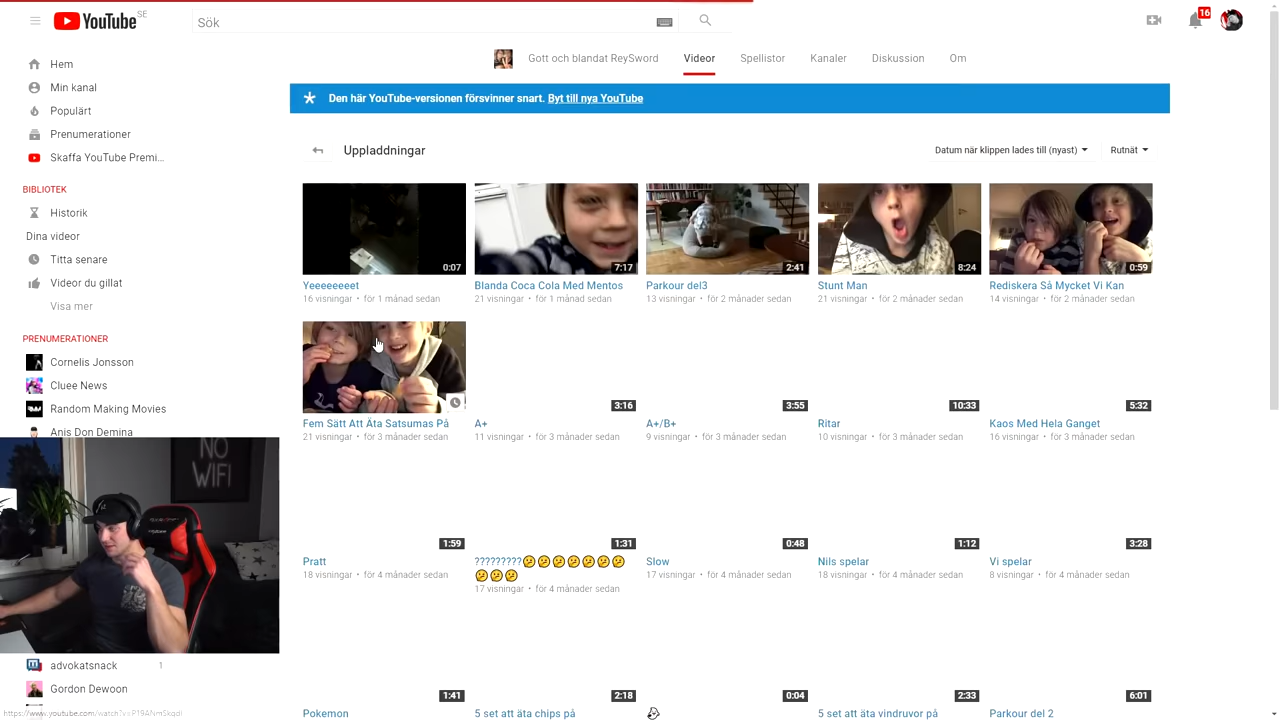 YouTube SE
Sök
16
Gott och blandat ReySword Videor Spellistor Kanaler Diskussion Om
Den här YouTube-versionen försvinner snart. Byt till nya YouTube
Uppladdningar
Datum när klippen lades till (nyast) Rutnät
Hem
Min kanal
Populärt
Prenumerationer
Skaffa YouTube Premi...
BIBLIOTEK
Historik
Dina videor
Titta senare
Videor du gillat
Visa mer
PRENUMERATIONER
Cornelis Jonsson
Cluee News
Random Making Movies
Anis Don Demina
NO
WIFI
advokatsnack 1
Gordon Dewoon
0:07
Yeeeeeeeet
16 visningar • för 1 månad sedan
7:17
Blanda Coca Cola Med Mentos
21 visningar • för 1 månad sedan
2:41
Parkour del3
13 visningar • för 2 månader sedan
8:24
Stunt Man
21 visningar • för 2 månader sedan
0:59
Rediskera Så Mycket Vi Kan
14 visningar • för 2 månader sedan
Fem Sätt Att Äta Satsumas På
21 visningar • för 3 månader sedan
3:16
A+
11 visningar • för 3 månader sedan
3:55
A+/B+
9 visningar • för 3 månader sedan
10:33
Ritar
10 visningar • för 3 månader sedan
5:32
Kaos Med Hela Ganget
16 visningar • för 3 månader sedan
1:59
Pratt
18 visningar • för 4 månader sedan
1:31
?????????😕😕😕😕😕😕😕
😕😕😕
17 visningar • för 4 månader sedan
0:48
Slow
17 visningar • för 4 månader sedan
1:12
Nils spelar
18 visningar • för 4 månader sedan
3:28
Vi spelar
8 visningar • för 4 månader sedan
1:41
Pokemon
2:18
5 set att äta chips på
0:04
2:33
5 set att äta vindruvor på
6:01
Parkour del 2